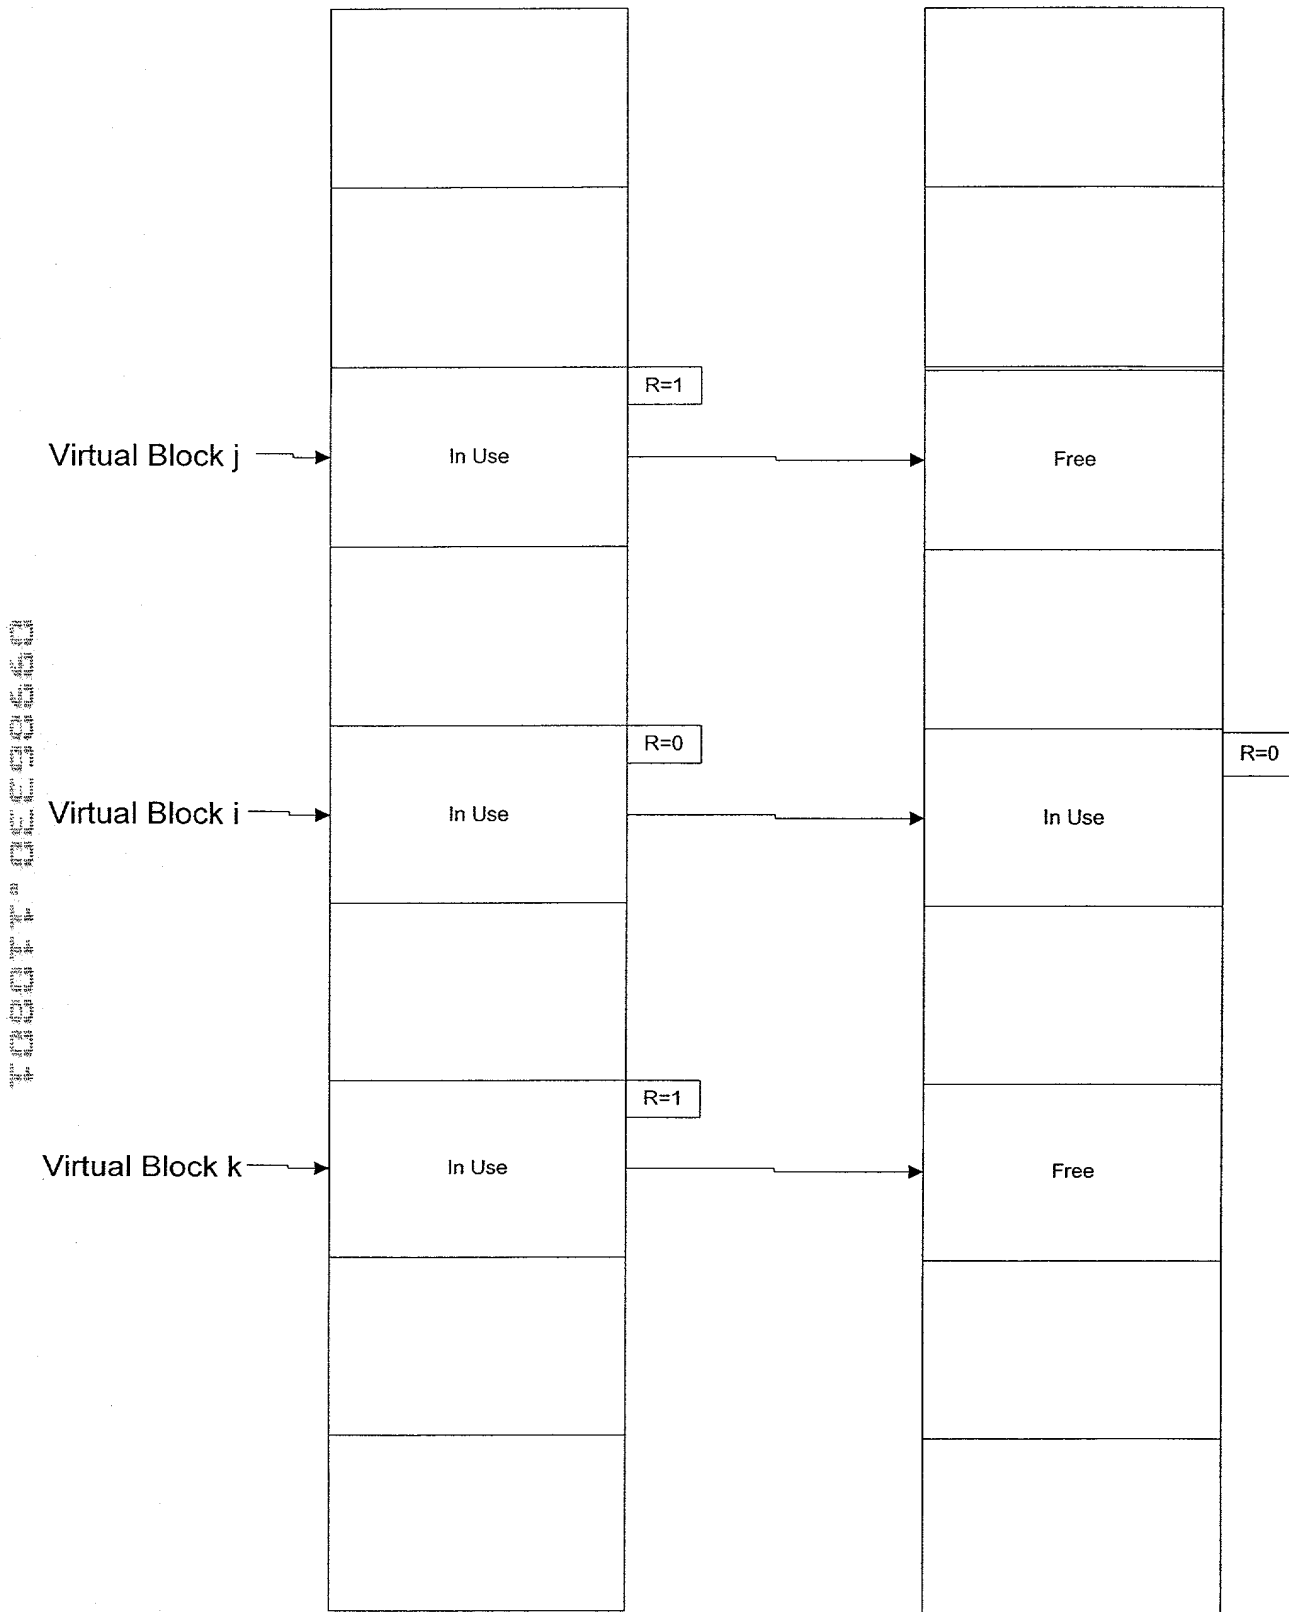 R=1
Virtual Block j
In Use
Free
R=0
R=0
Virtual Block i
In Use
In Use
R=1
Virtual Block k
In Use
Free